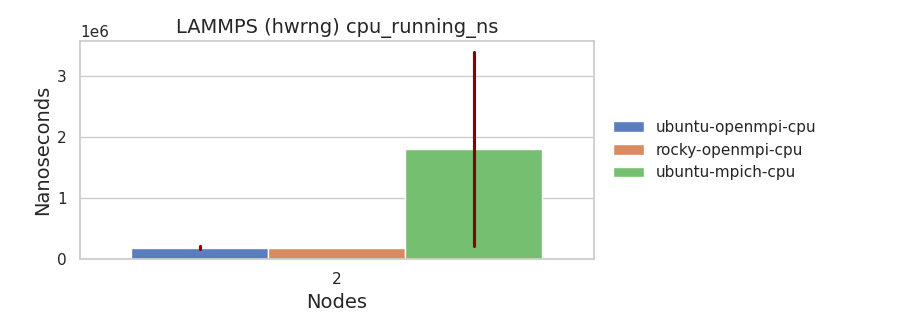 LAMMPS (hwrng) cpu_running_ns
1e6
3
2
1
0
Nanoseconds
2
Nodes
ubuntu-openmpi-cpu
rocky-openmpi-cpu
ubuntu-mpich-cpu